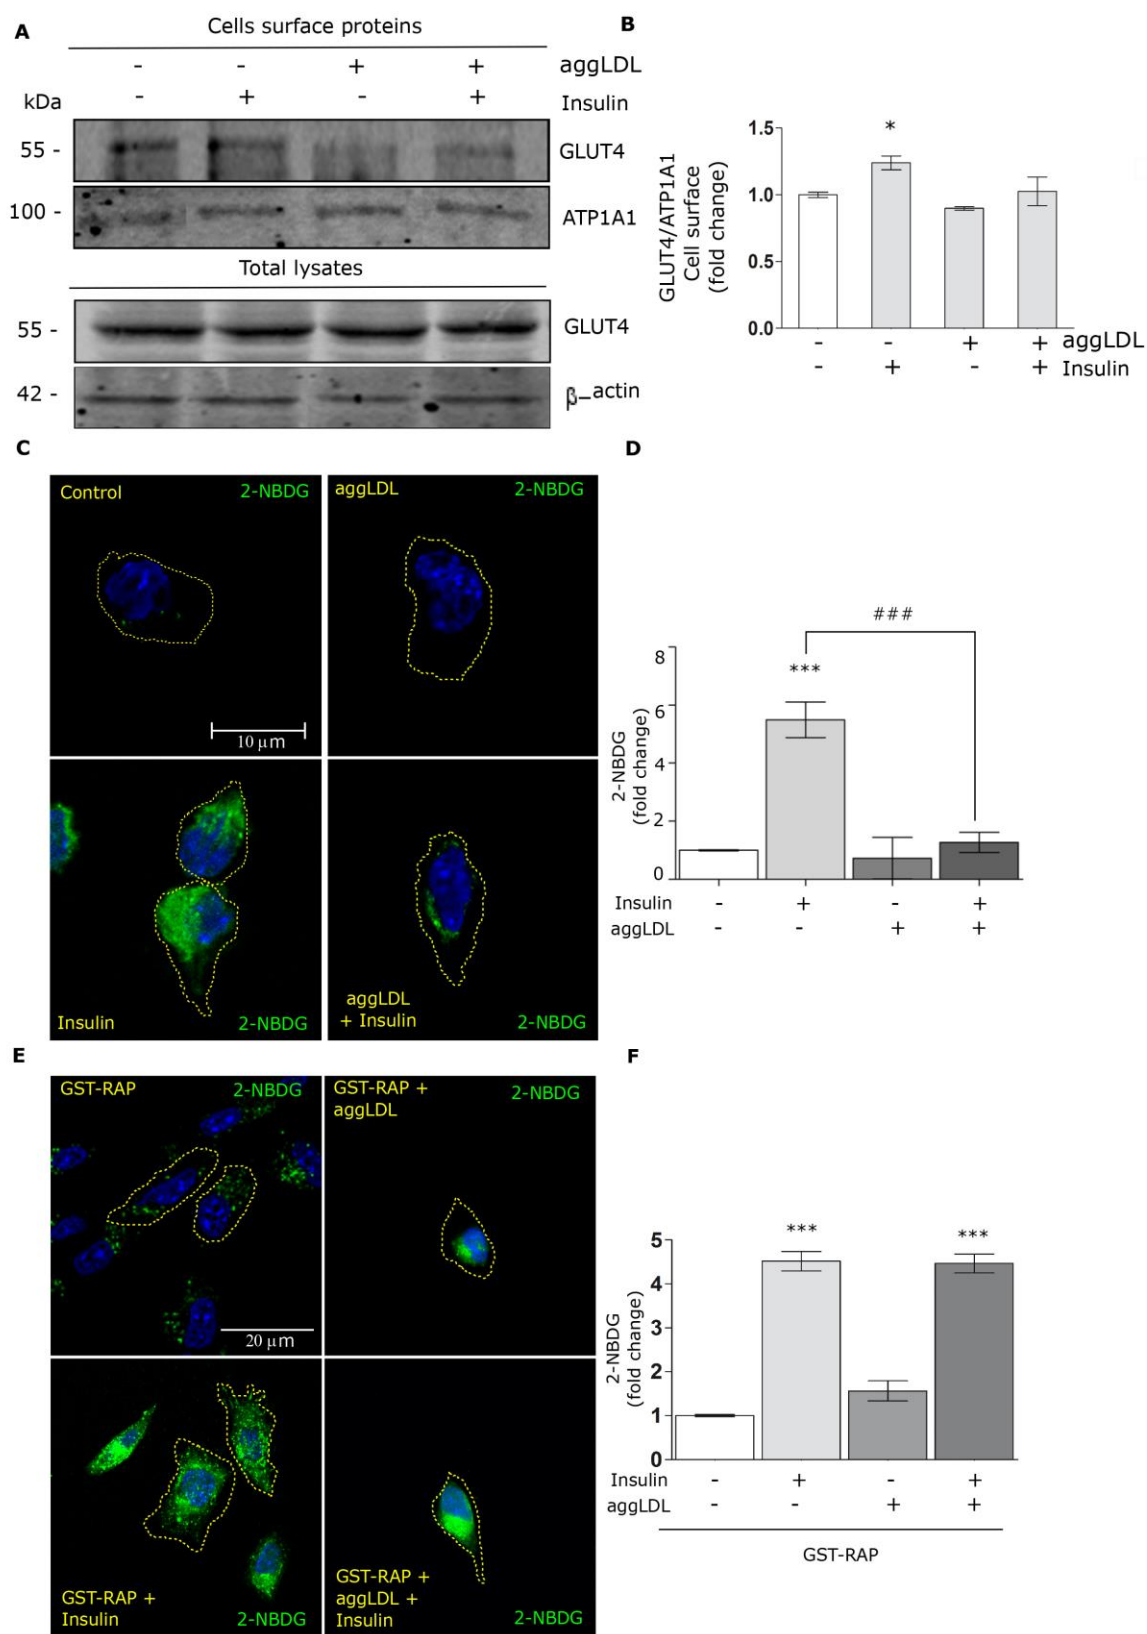 A
Cells surface proteins
- - + + aggLDL
kDa - + - + Insulin
55 - GLUT4
100 - ATP1A1
Total lysates
55 - GLUT4
42 - β-actin
B
GLUT4/ATP1A1
Cell surface
(fold change)
1.5
1.0
0.5
0.0
*
- - + + aggLDL
- + - + Insulin
C
Control 2-NBDG
aggLDL 2-NBDG
10 µm
Insulin 2-NBDG
aggLDL
+ Insulin
2-NBDG
D
2-NBDG
(fold change)
8
6
4
2
0
***
###
Insulin - + - +
aggLDL - - + +
E
GST-RAP 2-NBDG
GST-RAP +
aggLDL
2-NBDG
20 µm
GST-RAP +
Insulin
2-NBDG
GST-RAP +
aggLDL +
Insulin
2-NBDG
F
2-NBDG
(fold change)
5
4
3
2
1
0
*** ***
Insulin - + - +
aggLDL - - + +
GST-RAP